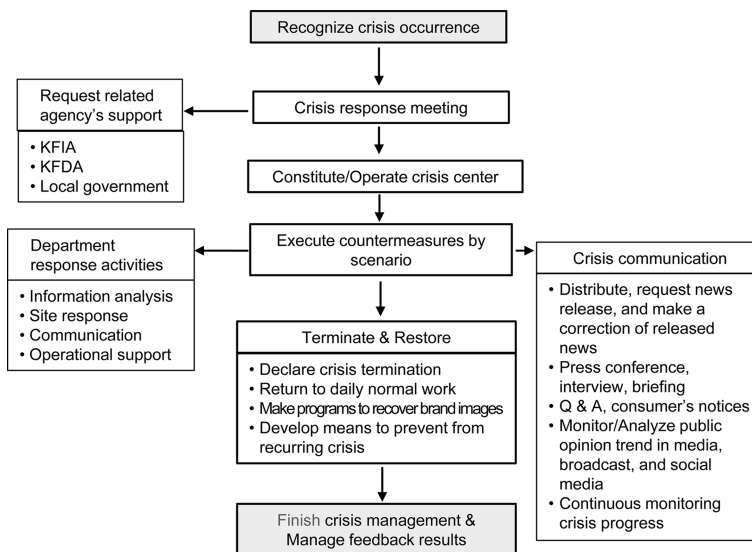 Recognize crisis occurrence
Request related
agency's support
• KFIA
• KFDA
• Local government
Crisis response meeting
Constitute/Operate crisis center
Execute countermeasures by
scenario
Department
response activities
• Information analysis
• Site response
• Communication
• Operational support
Crisis communication
• Distribute, request news
release, and make a
correction of released
news
• Press conference,
interview, briefing
• Q & A, consumer's notices
• Monitor/Analyze public
opinion trend in media,
broadcast, and social
media
• Continuous monitoring
crisis progress
Terminate & Restore
• Declare crisis termination
• Return to daily normal work
• Make programs to recover brand images
• Develop means to prevent from
recurring crisis
Finish crisis management &
Manage feedback results